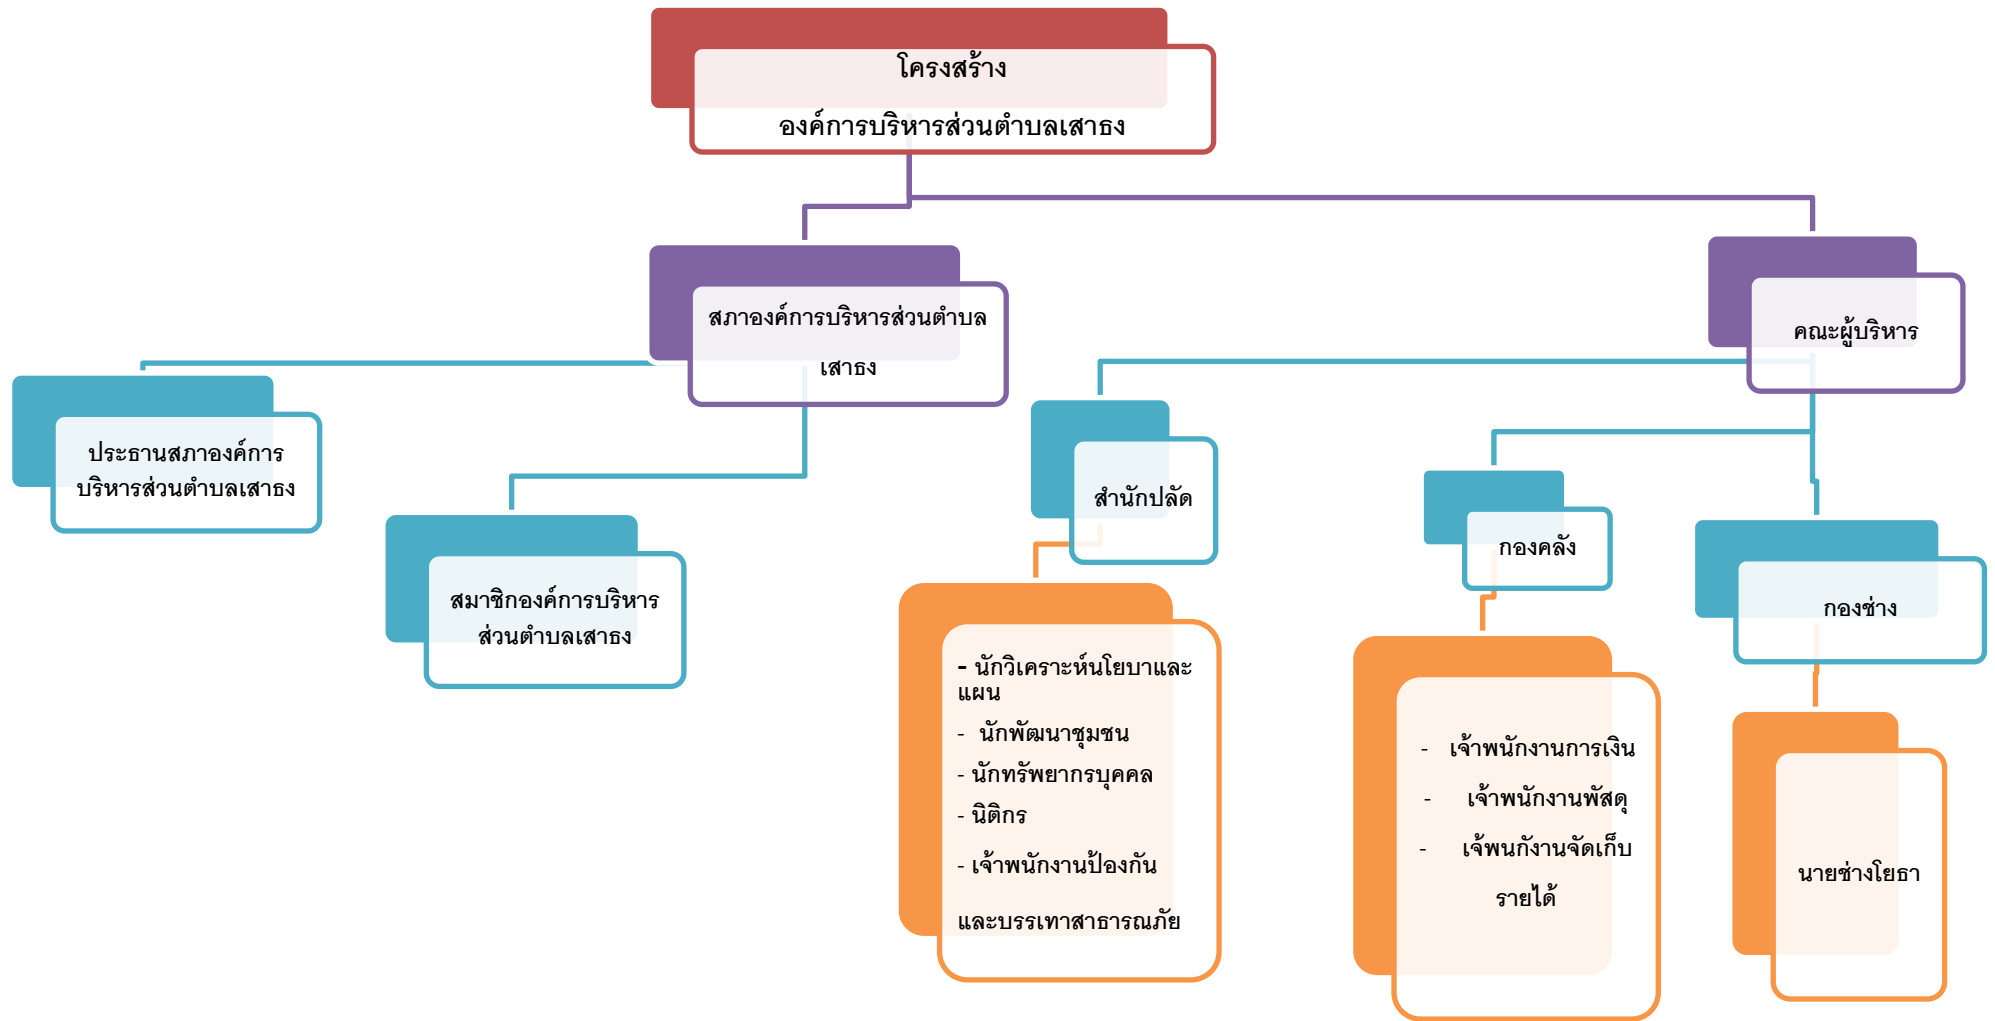 โครงสร้าง
องค์การบริหารส่วนตำบลเสาธง
สภาองค์การบริหารส่วนตำบล
เสาธง
คณะผู้บริหาร
ประธานสภาองค์การ
บริหารส่วนตำบลเสาธง
สมาชิกองค์การบริหาร
ส่วนตำบลเสาธง
สำนักปลัด
กองคลัง
กองช่าง
- นักวิเคราะห์นโยบาและ
แผน
- นักพัฒนาชุมชน
- นักทรัพยากรบุคคล
- นิติกร
- เจ้าพนักงานป้องกัน
และบรรเทาสาธารณภัย
- เจ้าพนักงานการเงิน
- เจ้าพนักงานพัสดุ
- เจ้พนกังานจัดเก็บ
รายได้
นายช่างโยธา